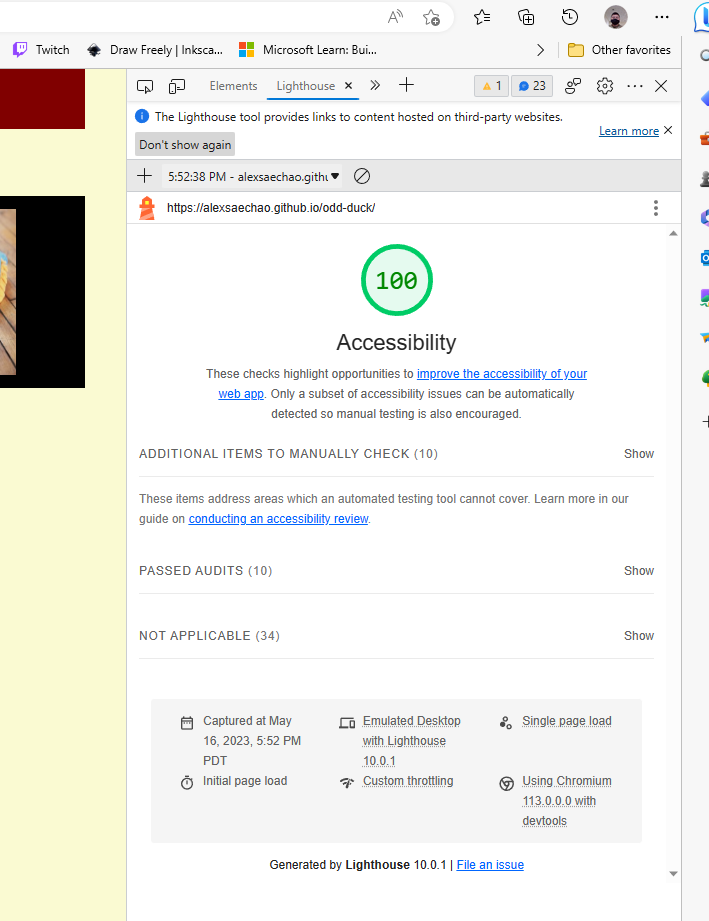 Twitch
Draw Freely | Inksca...
Microsoft Learn: Bui...
Other favorites
Elements
Lighthouse
1
23
The Lighthouse tool provides links to content hosted on third-party websites.
Learn more
Don't show again
5:52:38 PM - alexsaechao.githu
https://alexsaechao.github.io/odd-duck/
100
Accessibility
These checks highlight opportunities to improve the accessibility of your
web app. Only a subset of accessibility issues can be automatically
detected so manual testing is also encouraged.
ADDITIONAL ITEMS TO MANUALLY CHECK (10)
Show
These items address areas which an automated testing tool cannot cover. Learn more in our
guide on conducting an accessibility review.
PASSED AUDITS (10)
Show
NOT APPLICABLE (34)
Show
Captured at May
16, 2023, 5:52 PM
PDT
Emulated Desktop
with Lighthouse
10.0.1
Single page load
Initial page load
Custom throttling
Using Chromium
113.0.0.0 with
devtools
Generated by Lighthouse 10.0.1 | File an issue